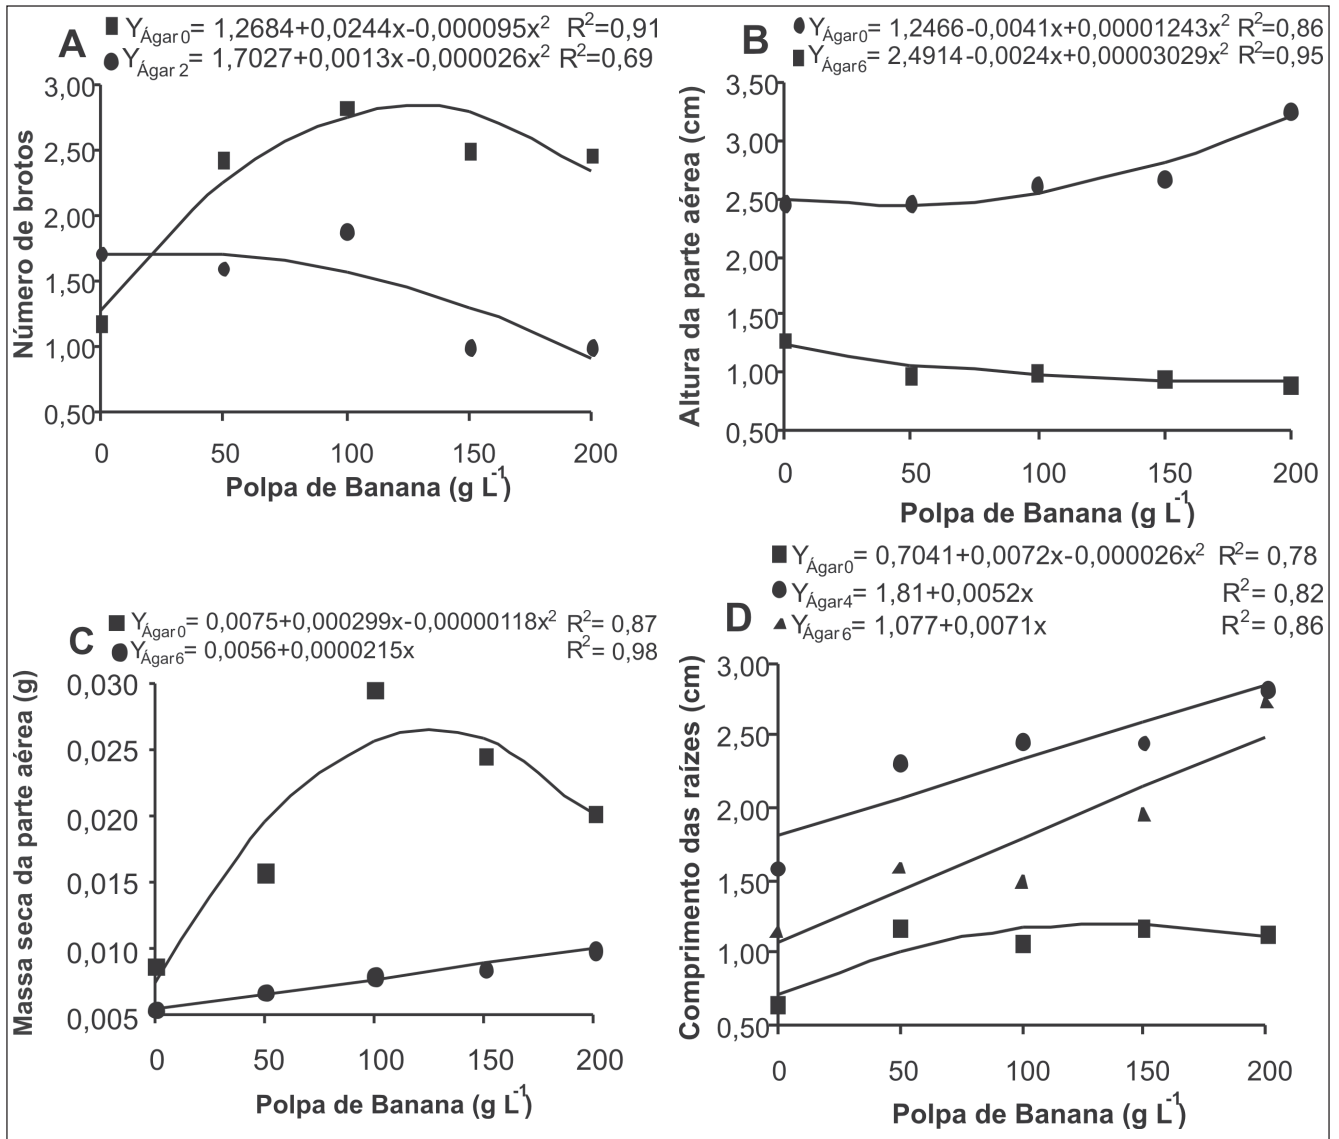 A
Y_Ágar0= 1,2684+0,0244x-0,000095x² R²=0,91
Y_Ágar 2= 1,7027+0,0013x-0,000026x² R²=0,69
Número de brotos
3,00
2,50
2,00
1,50
1,00
0,50
0 50 100 150 200
Polpa de Banana (g L⁻¹)
B
Y_Ágar0= 1,2466-0,0041x+0,00001243x² R²=0,86
Y_Ágar6= 2,4914-0,0024x+0,00003029x² R²=0,95
Altura da parte aérea (cm)
3,50
3,00
2,50
2,00
1,50
1,00
0,50
0 50 100 150 200
Polpa de Banana (g L⁻¹)
C
Y_Ágar0= 0,0075+0,000299x-0,00000118x² R²= 0,87
Y_Ágar6= 0,0056+0,0000215x R²= 0,98
Massa seca da parte aérea (g)
0,030
0,025
0,020
0,015
0,010
0,005
0 50 100 150 200
Polpa de Banana (g L⁻¹)
D
Y_Ágar0= 0,7041+0,0072x-0,000026x² R²= 0,78
Y_Ágar4= 1,81+0,0052x R²= 0,82
Y_Ágar6= 1,077+0,0071x R²= 0,86
Comprimento das raízes (cm)
3,00
2,50
2,00
1,50
1,00
0,50
0 50 100 150 200
Polpa de Banana (g L⁻¹)